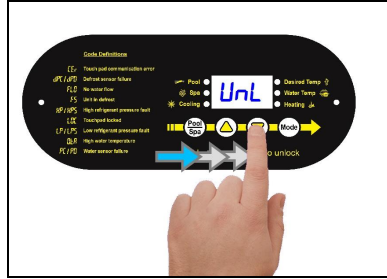 Code Definitions
CEr Touch pad communication error
dPC / dPO Defrost sensor failure
FLO No water flow
FS Unit in defrost
HP / HPS High refrigerant pressure fault
LOC Touchpad locked
LP / LPS Low refrigerant pressure fault
High water temperature
PC / PO Water sensor failure
Pool
Spa
Cooling
UnL
Desired Temp
Water Temp
Heating
Pool
Spa
Mode
o unlock